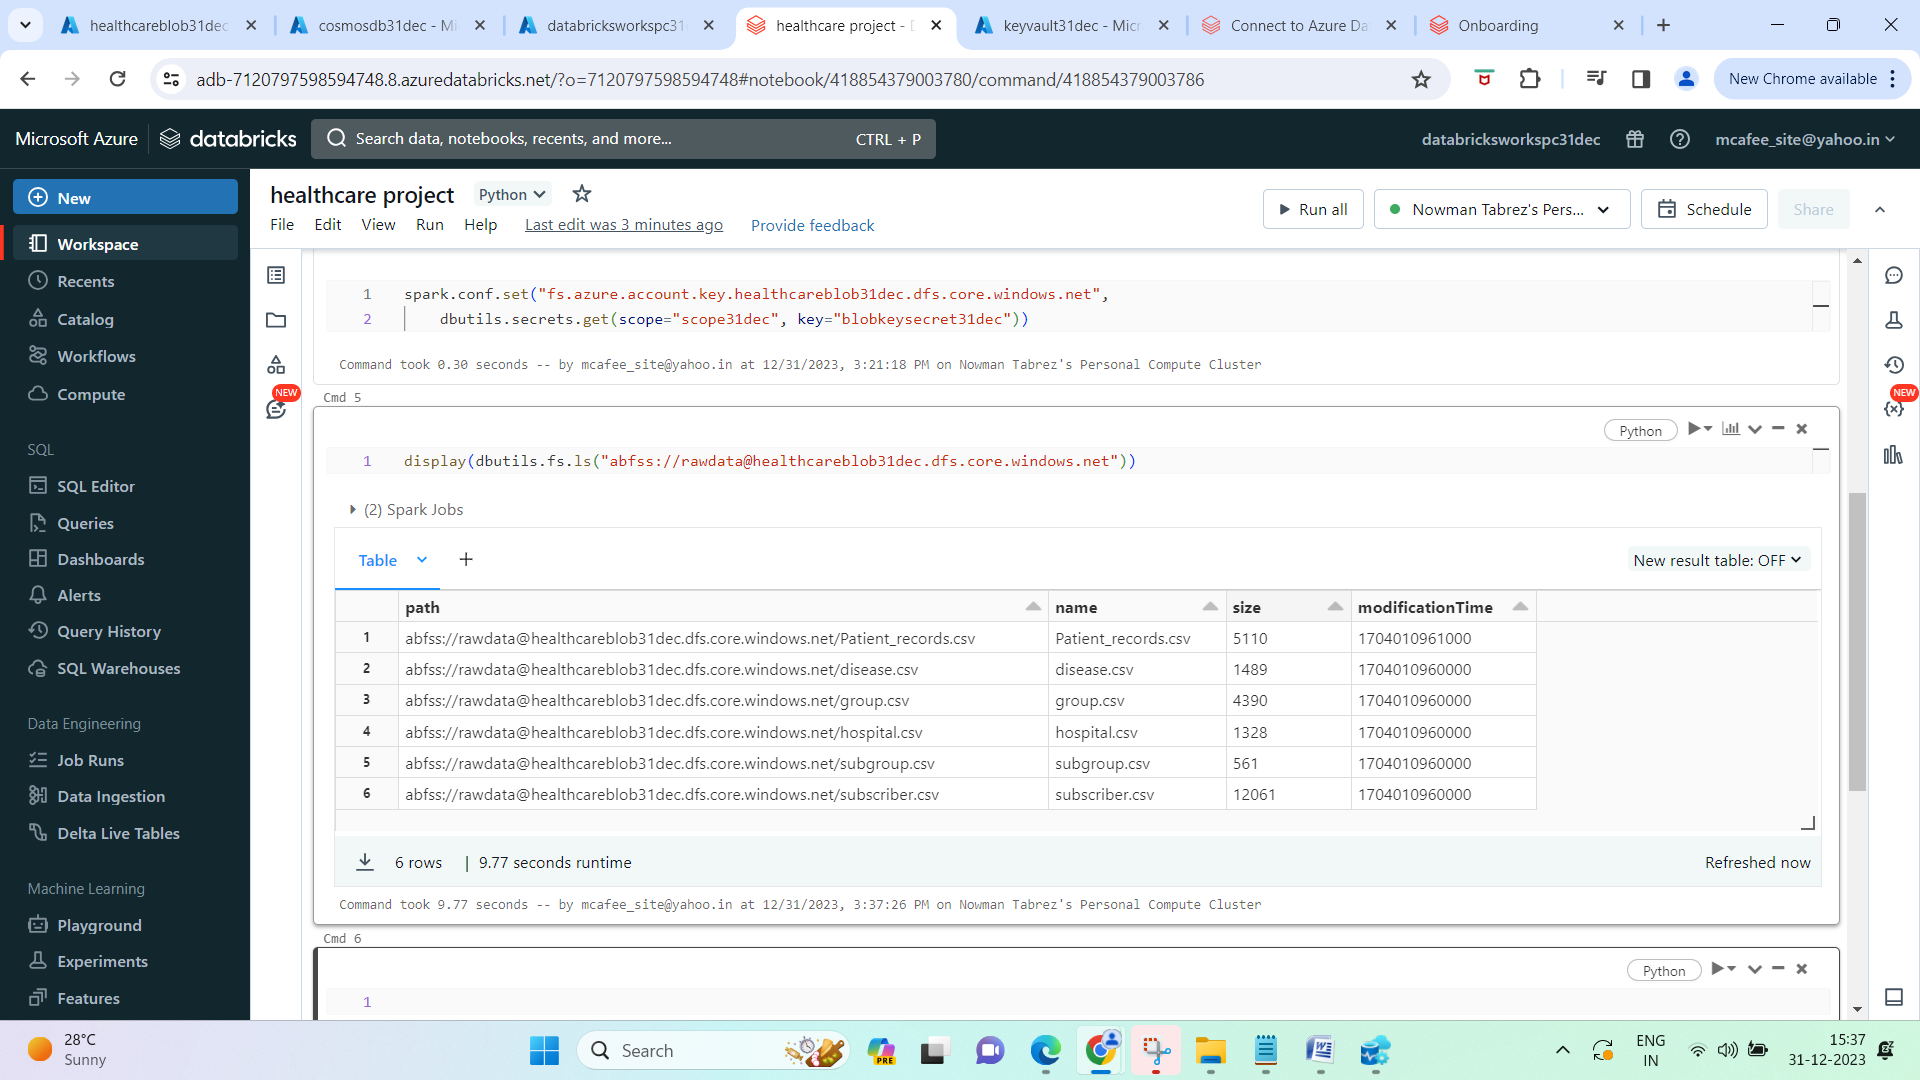 healthcareblob31dec
cosmosdb31dec - Mi
databricksworkspc31
healthcare project - D
keyvault31dec - Micr
Connect to Azure Da
Onboarding
adb-7120797598594748.8.azuredatabricks.net/?o=7120797598594748#notebook/418854379003780/command/418854379003786
New Chrome available
Microsoft Azure
databricks
Search data, notebooks, recents, and more...
CTRL + P
databricksworkspc31dec
mcafee_site@yahoo.in
New
Workspace
Recents
Catalog
Workflows
Compute
SQL
SQL Editor
Queries
Dashboards
Alerts
Query History
SQL Warehouses
Data Engineering
Job Runs
Data Ingestion
Delta Live Tables
Machine Learning
Playground
Experiments
Features
healthcare project
Python
File Edit View Run Help Last edit was 3 minutes ago Provide feedback
Run all
Nowman Tabrez's Pers...
Schedule
Share
NEW
NEW
1 spark.conf.set("fs.azure.account.key.healthcareblob31dec.dfs.core.windows.net",
2 dbutils.secrets.get(scope="scope31dec", key="blobkeysecret31dec"))
Command took 0.30 seconds -- by mcafee_site@yahoo.in at 12/31/2023, 3:21:18 PM on Nowman Tabrez's Personal Compute Cluster
Cmd 5
Python
1 display(dbutils.fs.ls("abfss://rawdata@healthcareblob31dec.dfs.core.windows.net"))
(2) Spark Jobs
Table +
New result table: OFF
path name size modificationTime
1 abfss://rawdata@healthcareblob31dec.dfs.core.windows.net/Patient_records.csv Patient_records.csv 5110 1704010961000
2 abfss://rawdata@healthcareblob31dec.dfs.core.windows.net/disease.csv disease.csv 1489 1704010960000
3 abfss://rawdata@healthcareblob31dec.dfs.core.windows.net/group.csv group.csv 4390 1704010960000
4 abfss://rawdata@healthcareblob31dec.dfs.core.windows.net/hospital.csv hospital.csv 1328 1704010960000
5 abfss://rawdata@healthcareblob31dec.dfs.core.windows.net/subgroup.csv subgroup.csv 561 1704010960000
6 abfss://rawdata@healthcareblob31dec.dfs.core.windows.net/subscriber.csv subscriber.csv 12061 1704010960000
6 rows | 9.77 seconds runtime
Refreshed now
Command took 9.77 seconds -- by mcafee_site@yahoo.in at 12/31/2023, 3:37:26 PM on Nowman Tabrez's Personal Compute Cluster
Cmd 6
Python
1
28°C
Sunny
Search
PRE
ENG
IN
15:37
31-12-2023